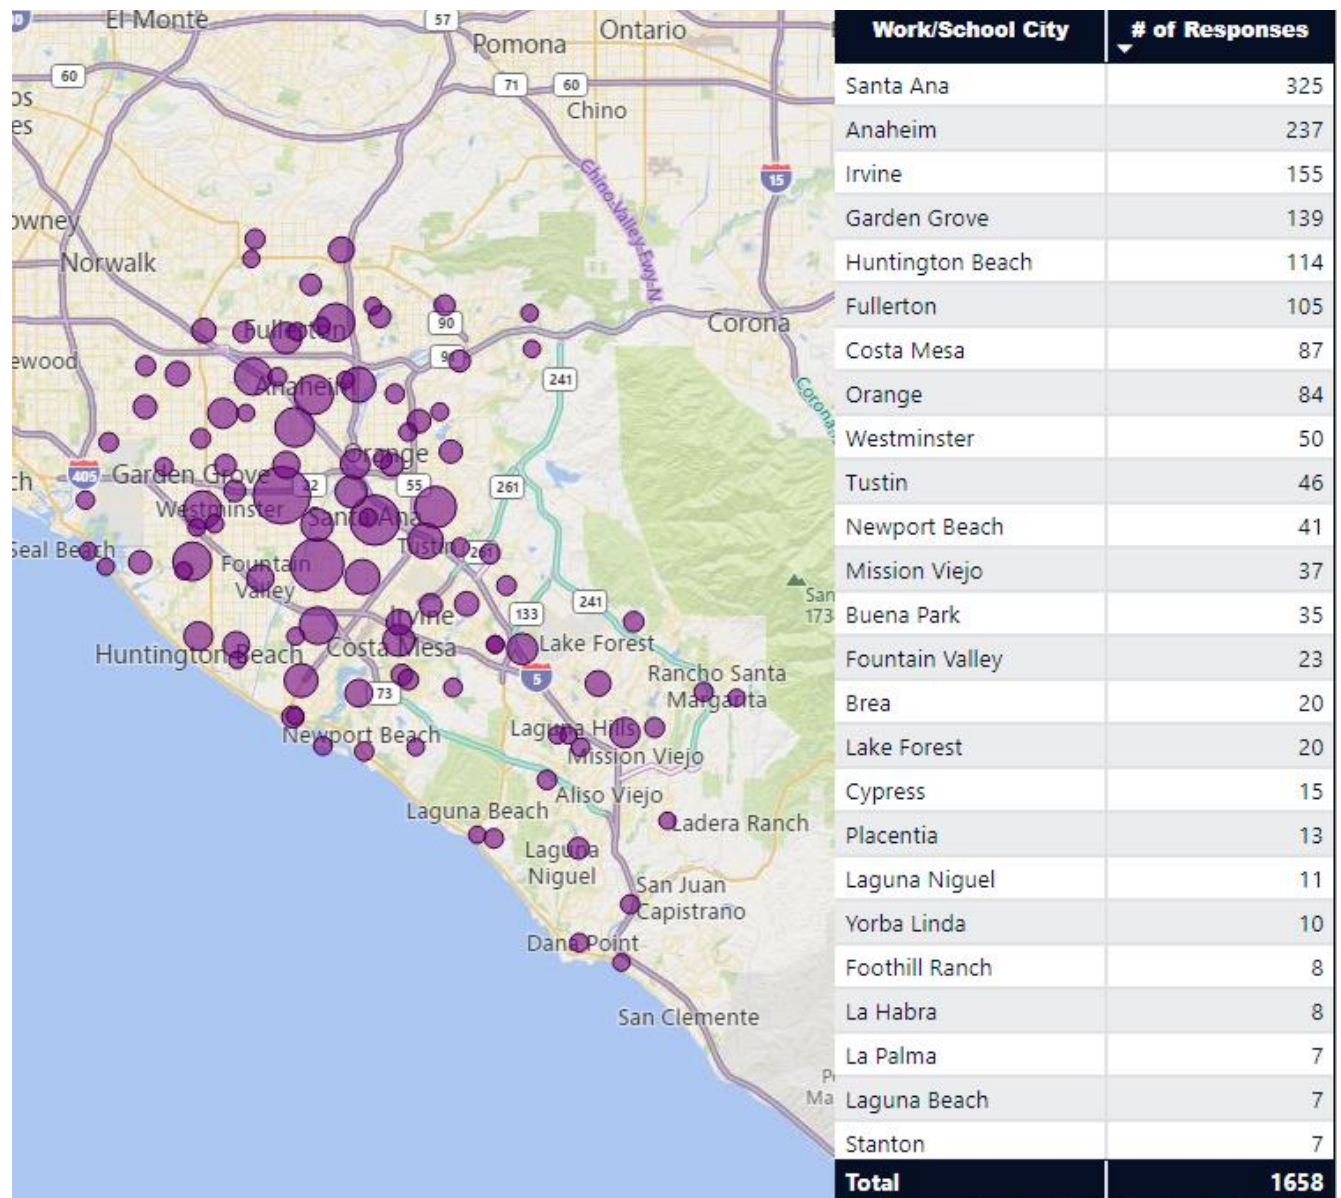 El Monte
57
Pomona
Ontario
60
71
60
Chino
Chino Valley Fwy N
15
Norwalk
Corona
Fullerton
90
91
241
Anaheim
Orange
405
Garden Grove
22
55
261
Westminster
Santa Ana
Seal Beach
Tustin
261
Fountain
Valley
241
133
Irvine
Huntington Beach
Costa Mesa
Lake Forest
5
Rancho Santa
Margarita
73
Newport Beach
Laguna Hills
Mission Viejo
Aliso Viejo
Laguna Beach
Ladera Ranch
Laguna
Niguel
San Juan
Capistrano
Dana Point
San Clemente
Work/School City # of Responses
Santa Ana 325
Anaheim 237
Irvine 155
Garden Grove 139
Huntington Beach 114
Fullerton 105
Costa Mesa 87
Orange 84
Westminster 50
Tustin 46
Newport Beach 41
Mission Viejo 37
Buena Park 35
Fountain Valley 23
Brea 20
Lake Forest 20
Cypress 15
Placentia 13
Laguna Niguel 11
Yorba Linda 10
Foothill Ranch 8
La Habra 8
La Palma 7
Laguna Beach 7
Stanton 7
Total 1658